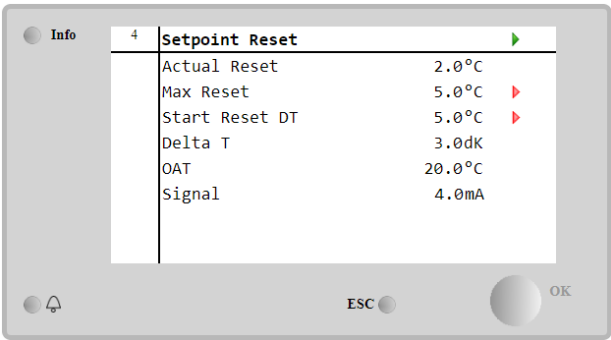 Info
4 Setpoint Reset
Actual Reset 2.0°C
Max Reset 5.0°C
Start Reset DT 5.0°C
Delta T 3.0dK
OAT 20.0°C
Signal 4.0mA
ESC OK